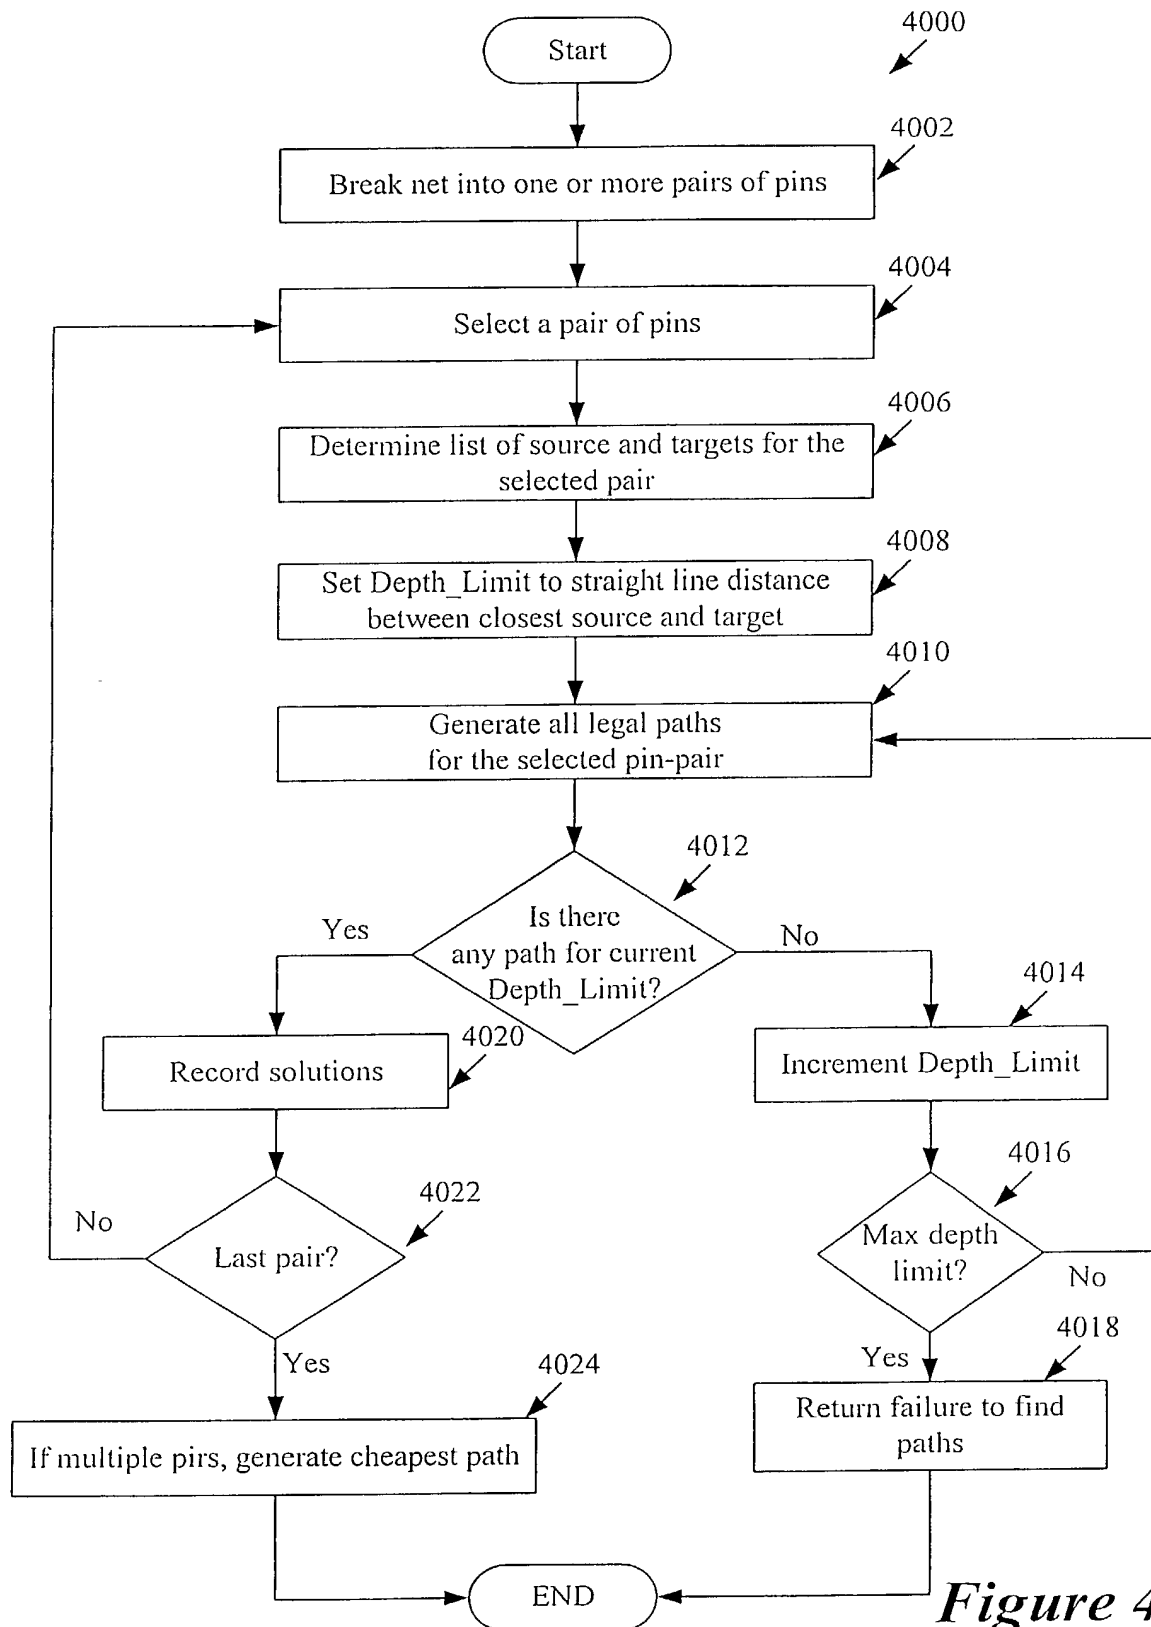 Start
4000
4002
Break net into one or more pairs of pins
4004
Select a pair of pins
4006
Determine list of source and targets for the
selected pair
4008
Set Depth_Limit to straight line distance
between closest source and target
4010
Generate all legal paths
for the selected pin-pair
4012
Is there
any path for current
Depth_Limit?
Yes
No
4014
Increment Depth_Limit
4020
Record solutions
4016
Max depth
limit?
No
4022
Last pair?
No
Yes
4018
Yes
Return failure to find
paths
4024
If multiple pirs, generate cheapest path
END
Figure 4